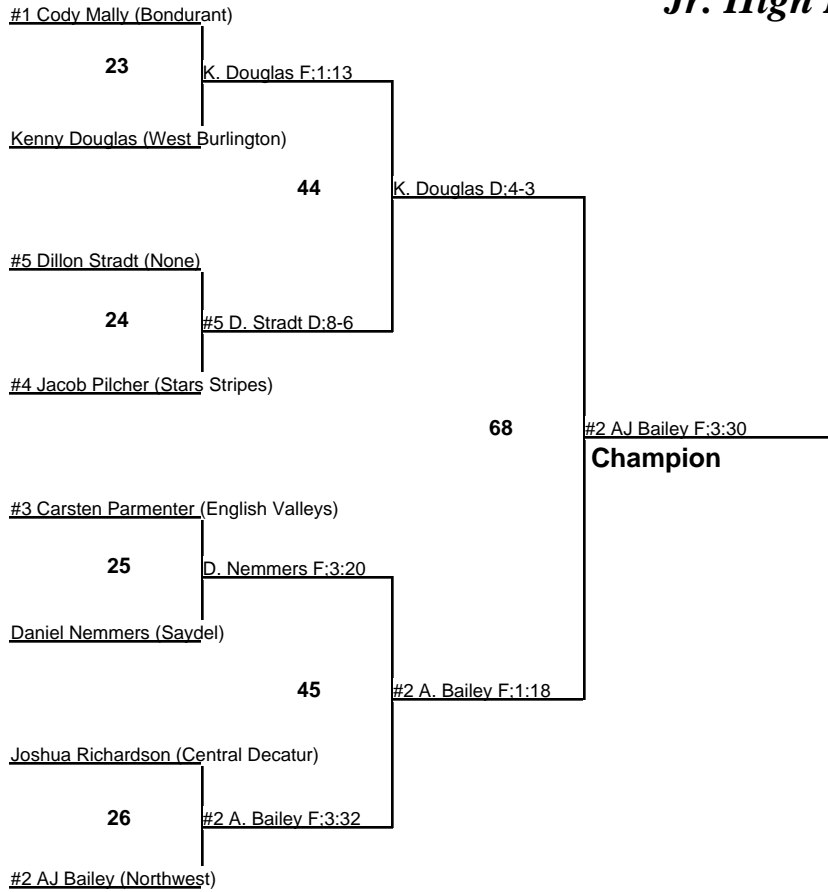 Jr. High
#1 Cody Mally (Bondurant)
23
K. Douglas F;1:13
Kenny Douglas (West Burlington)
44
K. Douglas D;4-3
#5 Dillon Stradt (None)
24
#5 D. Stradt D;8-6
#4 Jacob Pilcher (Stars Stripes)
68
#2 AJ Bailey F;3:30
Champion
#3 Carsten Parmenter (English Valleys)
25
D. Nemmers F;3:20
Daniel Nemmers (Saydel)
45
#2 A. Bailey F;1:18
Joshua Richardson (Central Decatur)
26
#2 A. Bailey F;3:32
#2 AJ Bailey (Northwest)